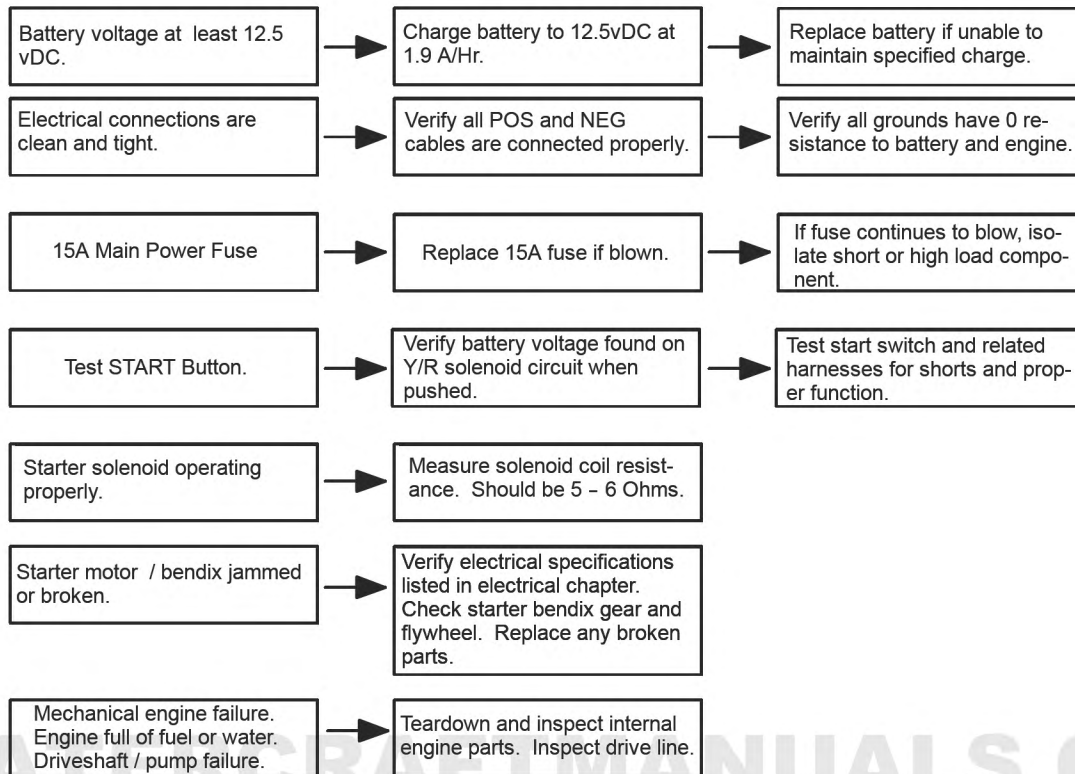 Battery voltage at least 12.5
vDC.
Charge battery to 12.5vDC at
1.9 A/Hr.
Replace battery if unable to
maintain specified charge.
Electrical connections are
clean and tight.
Verify all POS and NEG
cables are connected properly.
Verify all grounds have 0 re-
sistance to battery and engine.
15A Main Power Fuse
Replace 15A fuse if blown.
If fuse continues to blow, iso-
late short or high load compo-
nent.
Test START Button.
Verify battery voltage found on
Y/R solenoid circuit when
pushed.
Test start switch and related
harnesses for shorts and prop-
er function.
Starter solenoid operating
properly.
Measure solenoid coil resist-
ance. Should be 5 – 6 Ohms.
Starter motor / bendix jammed
or broken.
Verify electrical specifications
listed in electrical chapter.
Check starter bendix gear and
flywheel. Replace any broken
parts.
Mechanical engine failure.
Engine full of fuel or water.
Driveshaft / pump failure.
Teardown and inspect internal
engine parts. Inspect drive line.